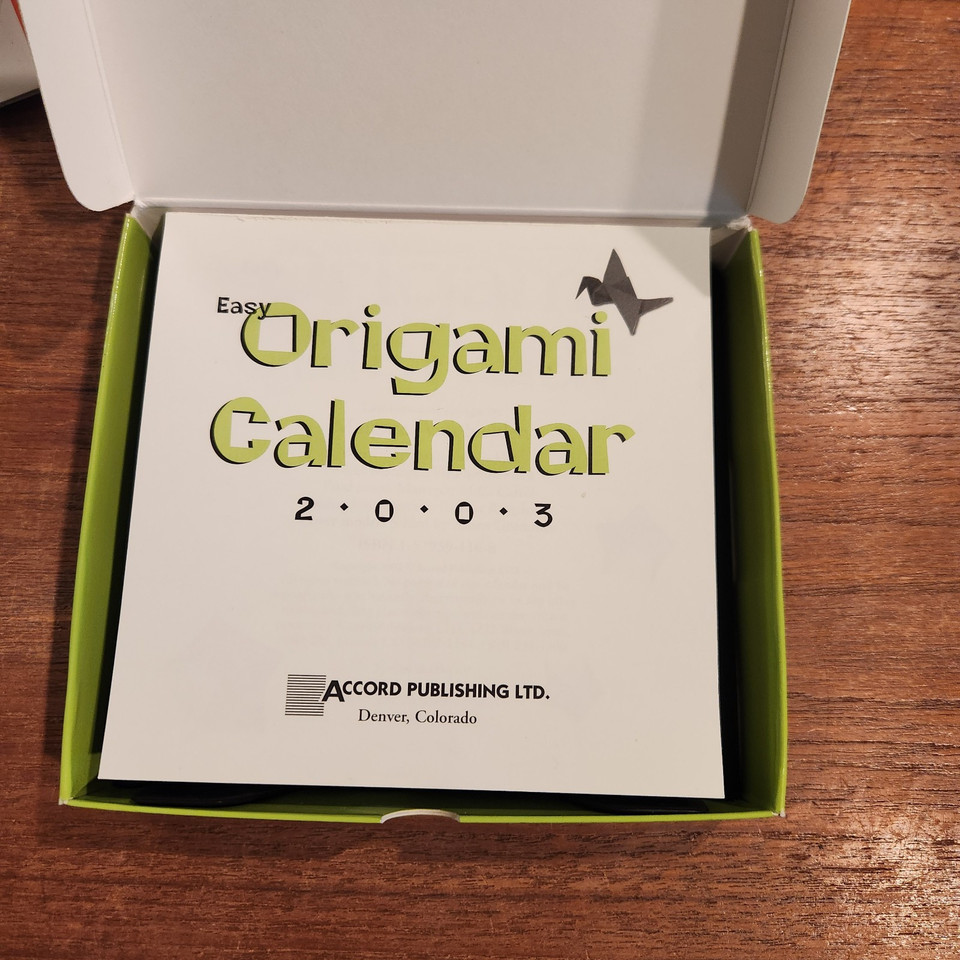 Easy
Origami
Calendar
2 · 0 · 0 · 3
ACCORD PUBLISHING LTD.
Denver, Colorado